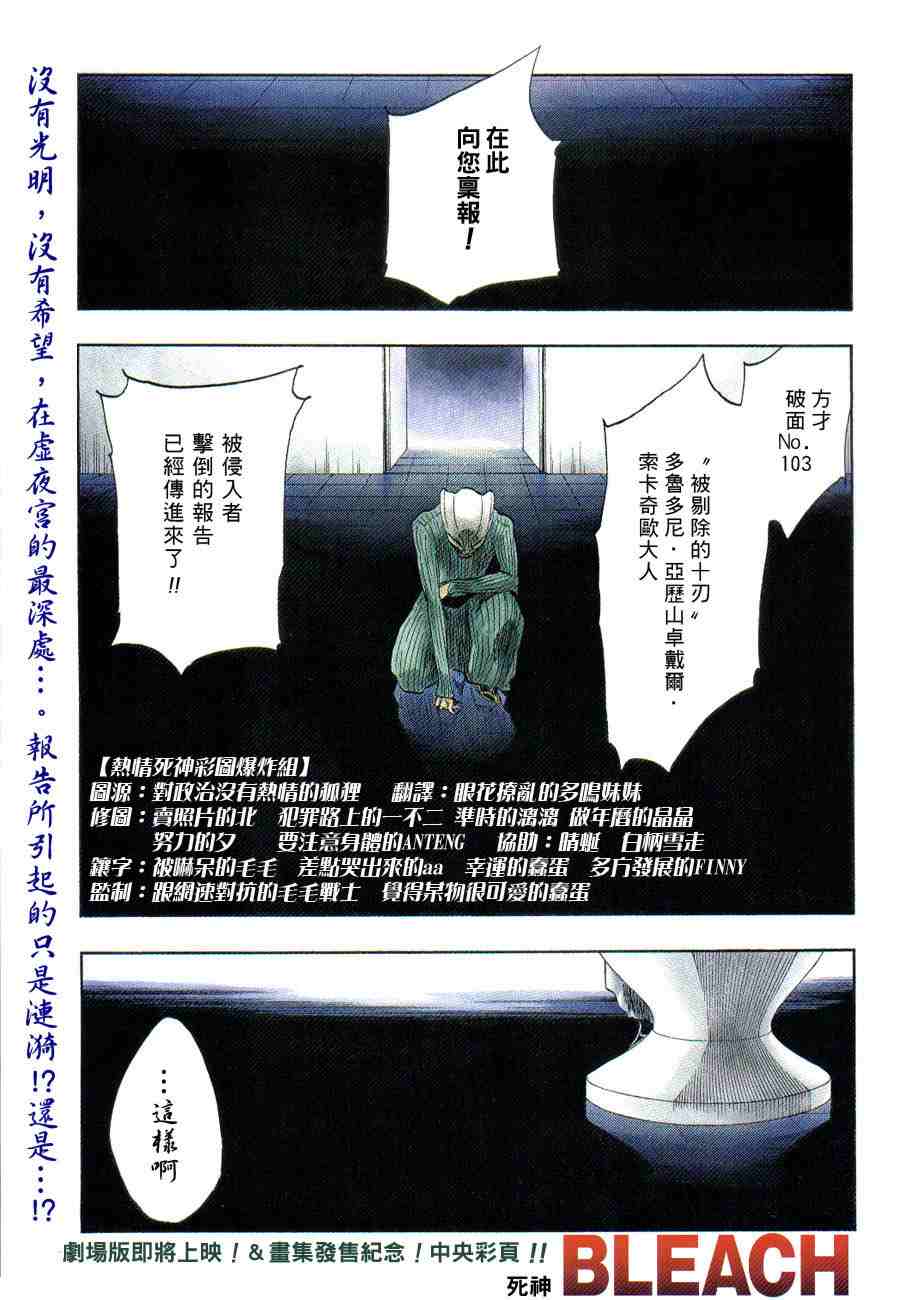 沒有光明，沒有希望，在虛夜宮的最深處…。報告所引起的只是漣漪!?還是…!?
在此
向您稟報！
方才
破面
No.
103
〝被剔除的十刃〞
多魯多尼．亞歷山卓戴爾．
索卡奇歐大人
被侵入者
擊倒的報告
已經傳進來了!!
【熱情死神彩圖爆炸組】
圖源：對政治沒有熱情的狐狸　翻譯：眼花撩亂的多鳴妹妹
修圖：賣照片的北　犯罪路上的一不二　準時的漓漓　做年曆的晶晶
努力的夕　要注意身體的ANTENG　協助：晴蜒　白柄雪走
鑲字：被嚇呆的毛毛　差點哭出來的aa　幸運的蠢蛋　多方發展的FINNY
監制：跟網速對抗的毛毛戰士　覺得呆物很可愛的蠢蛋
…這樣啊
劇場版即將上映！＆畫集發售紀念！中央彩頁!!
死神 BLEACH